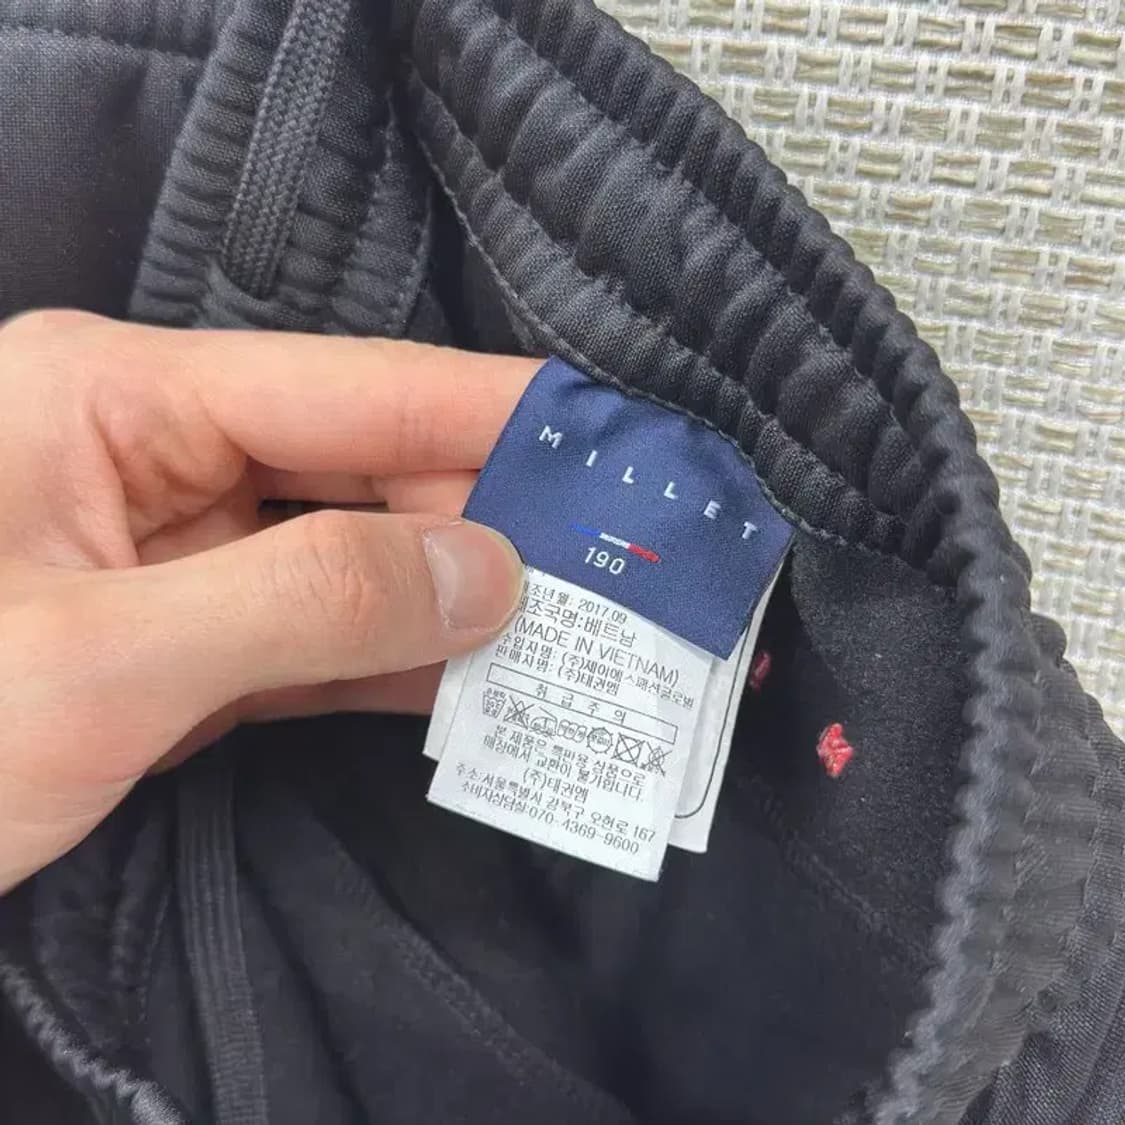 MILLET
190
제조년월: 2017.09
제조국명:베트남
(MADE IN VIETNAM)
수입자명: (주)제이에스패션글로벌
판매자명: (주)태권엠
취 급 주 의
본 제품은 특판용 상품으로
매장에서 교환이 불가합니다.
(주)태권엠
주소:서울특별시 강북구 오현로 167
소비자상담실:070-4369-9600